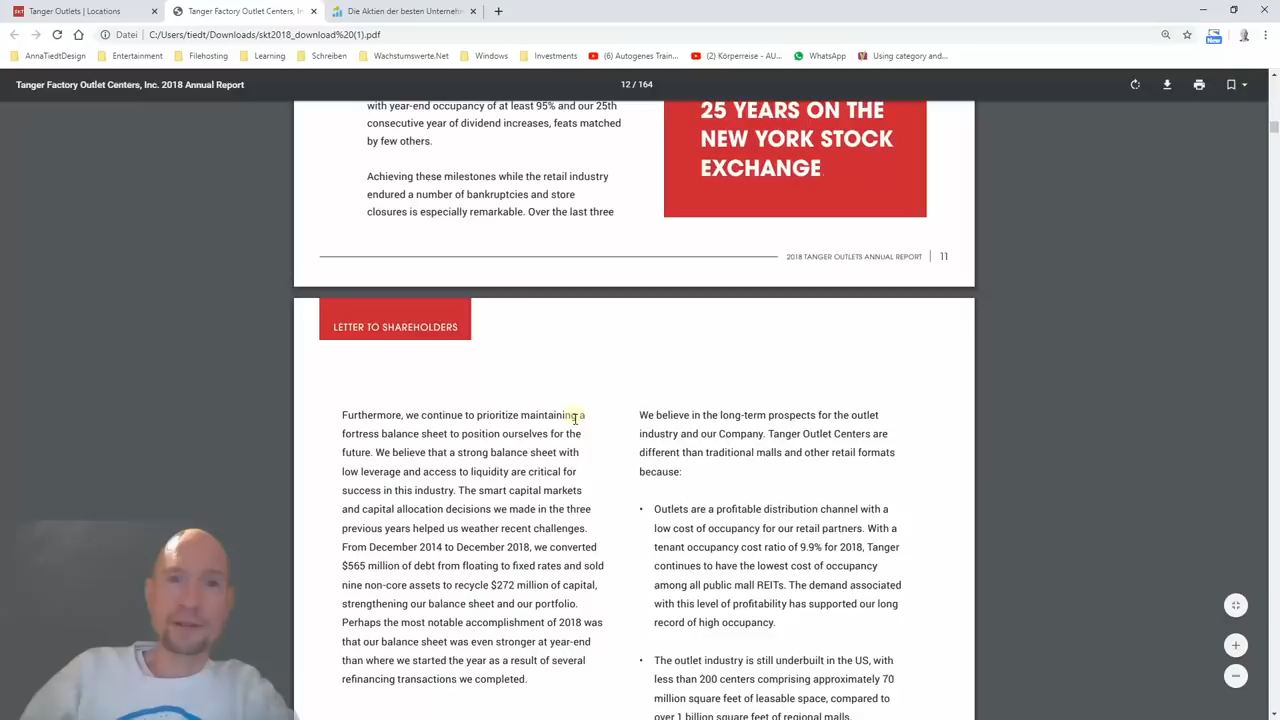 Tanger Outlets | Locations
Tanger Factory Outlet Centers, In
Die Aktien der besten Unternehm
Datei
C:/Users/tiedt/Downloads/skt2018_download%20(1).pdf
New
AnnaTiedtDesign
Entertainment
Filehosting
Learning
Schreiben
Wachstumswerte.Net
Windows
Investments
(6) Autogenes Train...
(2) Körperreise - AU...
WhatsApp
Using category and...
Tanger Factory Outlet Centers, Inc. 2018 Annual Report
12 / 164
with year-end occupancy of at least 95% and our 25th
consecutive year of dividend increases, feats matched
by few others.
Achieving these milestones while the retail industry
endured a number of bankruptcies and store
closures is especially remarkable. Over the last three
25 YEARS ON THE
NEW YORK STOCK
EXCHANGE.
2018 TANGER OUTLETS ANNUAL REPORT
11
LETTER TO SHAREHOLDERS
Furthermore, we continue to prioritize maintaining a
fortress balance sheet to position ourselves for the
future. We believe that a strong balance sheet with
low leverage and access to liquidity are critical for
success in this industry. The smart capital markets
and capital allocation decisions we made in the three
previous years helped us weather recent challenges.
From December 2014 to December 2018, we converted
$565 million of debt from floating to fixed rates and sold
nine non-core assets to recycle $272 million of capital,
strengthening our balance sheet and our portfolio.
Perhaps the most notable accomplishment of 2018 was
that our balance sheet was even stronger at year-end
than where we started the year as a result of several
refinancing transactions we completed.
We believe in the long-term prospects for the outlet
industry and our Company. Tanger Outlet Centers are
different than traditional malls and other retail formats
because:
• Outlets are a profitable distribution channel with a
low cost of occupancy for our retail partners. With a
tenant occupancy cost ratio of 9.9% for 2018, Tanger
continues to have the lowest cost of occupancy
among all public mall REITs. The demand associated
with this level of profitability has supported our long
record of high occupancy.
• The outlet industry is still underbuilt in the US, with
less than 200 centers comprising approximately 70
million square feet of leasable space, compared to
over 1 billion square feet of regional malls.